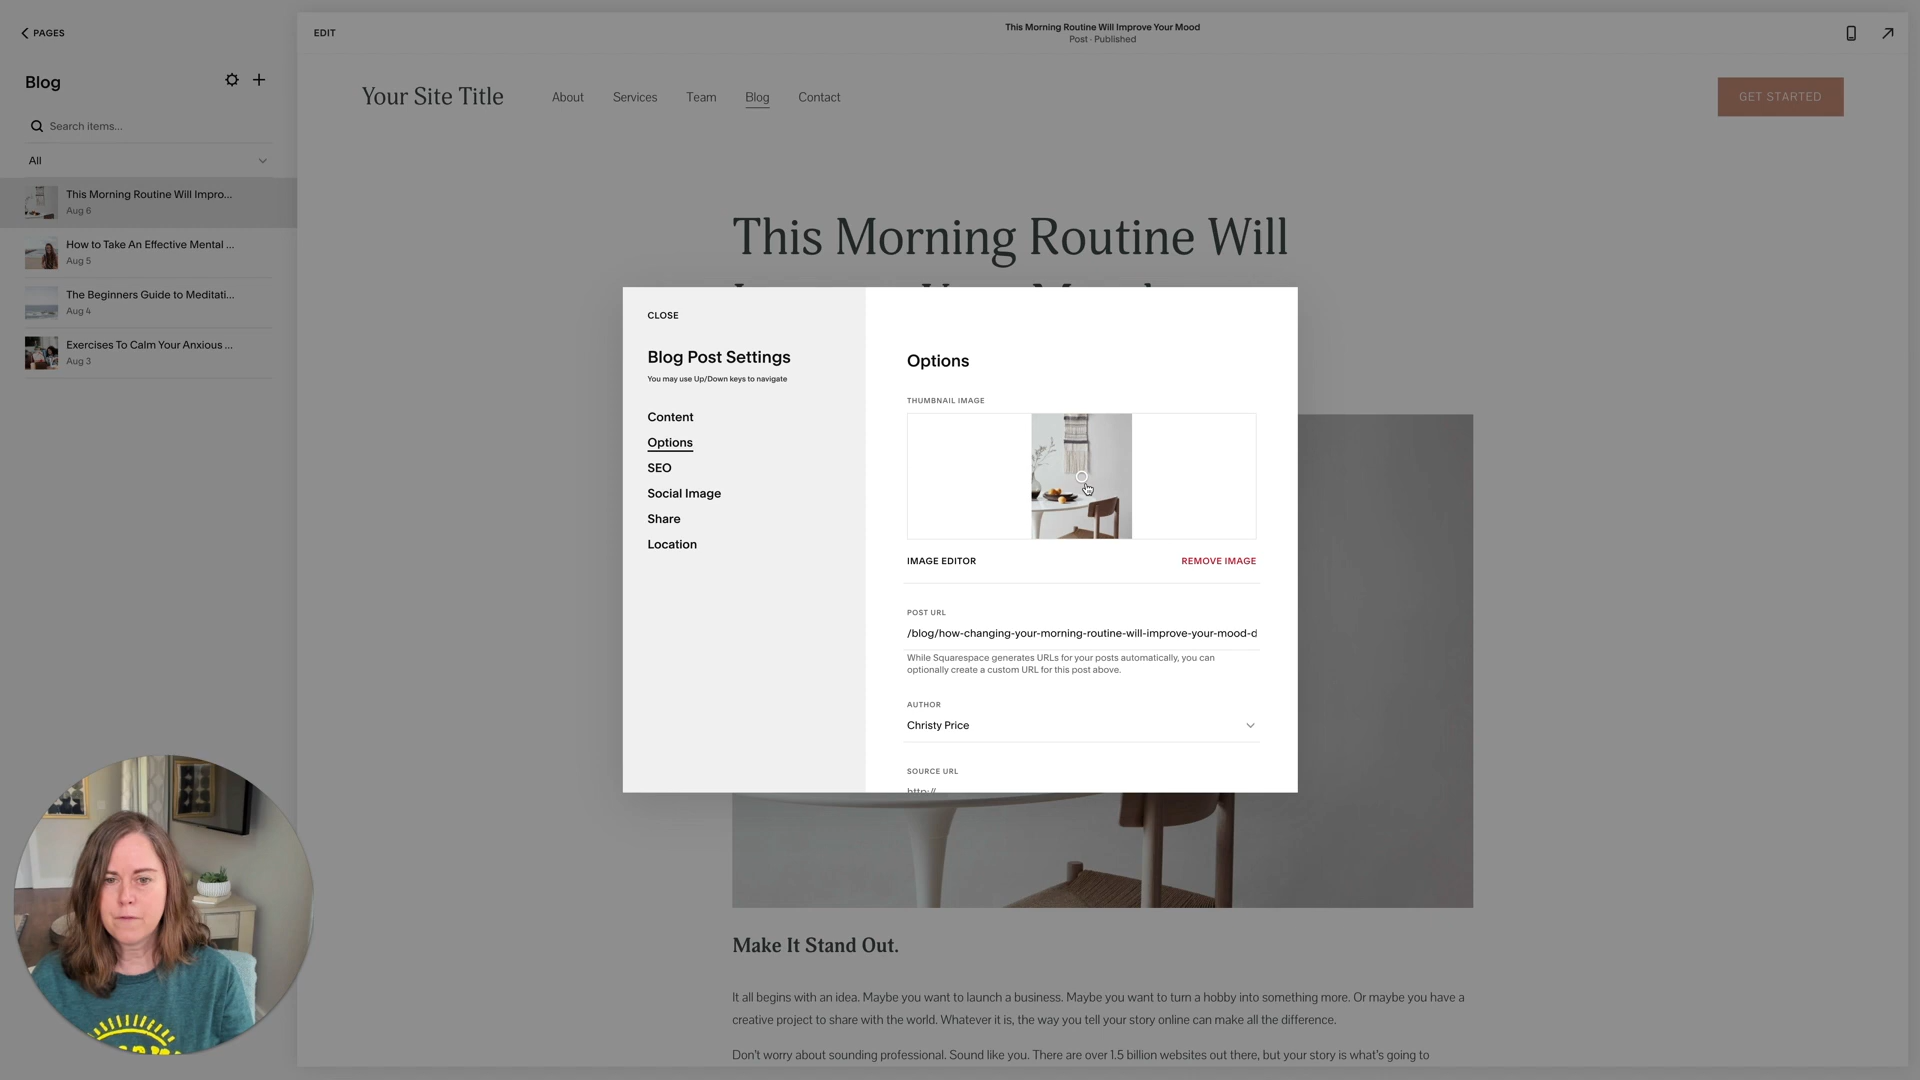 PAGES
Blog
Search items...
All
This Morning Routine Will Impro...
Aug 6
How to Take An Effective Mental ...
Aug 5
The Beginners Guide to Meditati...
Aug 4
Exercises To Calm Your Anxious ...
Aug 3
EDIT
This Morning Routine Will Improve Your Mood
Post · Published
Your Site Title
About
Services
Team
Blog
Contact
GET STARTED
This Morning Routine Will
CLOSE
Blog Post Settings
You may use Up/Down keys to navigate
Content
Options
SEO
Social Image
Share
Location
Options
THUMBNAIL IMAGE
IMAGE EDITOR
REMOVE IMAGE
POST URL
/blog/how-changing-your-morning-routine-will-improve-your-mood-d
While Squarespace generates URLs for your posts automatically, you can
optionally create a custom URL for this post above.
AUTHOR
Christy Price
SOURCE URL
http://
Make It Stand Out.
It all begins with an idea. Maybe you want to launch a business. Maybe you want to turn a hobby into something more. Or maybe you have a
creative project to share with the world. Whatever it is, the way you tell your story online can make all the difference.
Don't worry about sounding professional. Sound like you. There are over 1.5 billion websites out there, but your story is what's going to